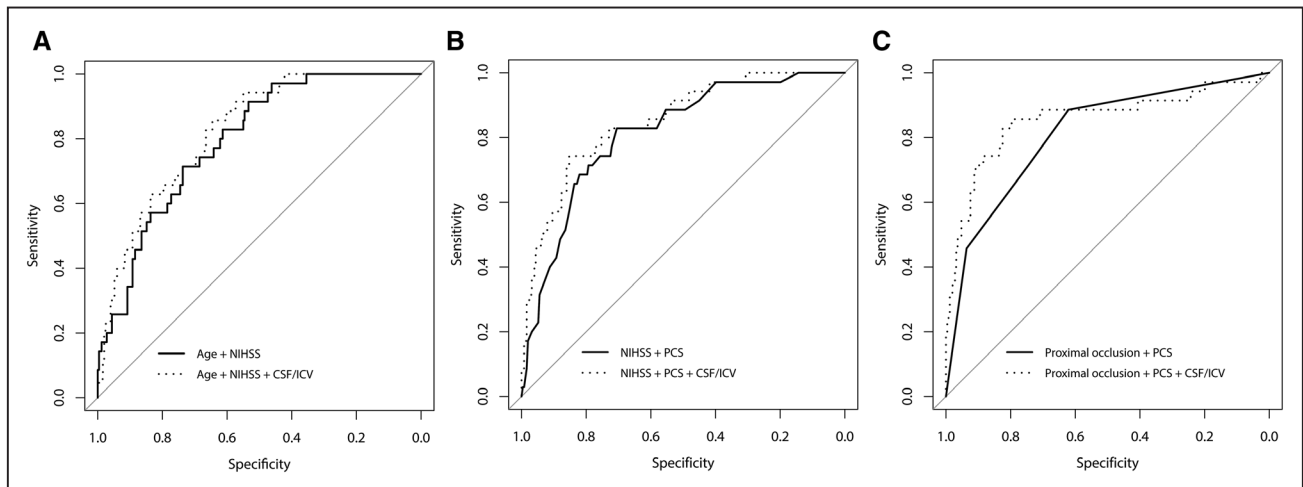 A
Sensitivity
1.0
0.8
0.6
0.4
0.2
0.0
Age + NIHSS
Age + NIHSS + CSF/ICV
1.0 0.8 0.6 0.4 0.2 0.0
Specificity
B
Sensitivity
1.0
0.8
0.6
0.4
0.2
0.0
NIHSS + PCS
NIHSS + PCS + CSF/ICV
1.0 0.8 0.6 0.4 0.2 0.0
Specificity
C
Sensitivity
1.0
0.8
0.6
0.4
0.2
0.0
Proximal occlusion + PCS
Proximal occlusion + PCS + CSF/ICV
1.0 0.8 0.6 0.4 0.2 0.0
Specificity